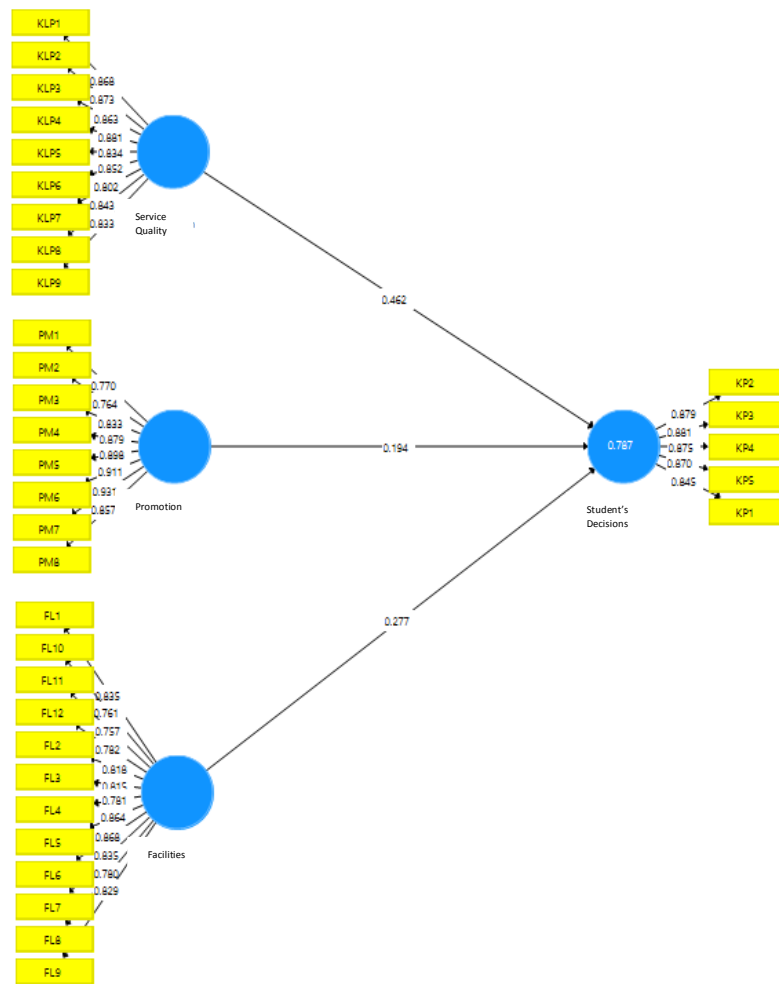 KLP1
KLP2
KLP3
KLP4
KLP5
KLP6
KLP7
KLP8
KLP9
0.868
0.873
0.863
0.881
0.834
0.852
0.802
0.843
0.833
Service
Quality
0.462
PM1
PM2
PM3
PM4
PM5
PM6
PM7
PM8
0.770
0.764
0.833
0.879
0.898
0.911
0.931
0.857
Promotion
0.194
0.787
Student's
Decisions
0.879
0.881
0.875
0.870
0.845
KP2
KP3
KP4
KP5
KP1
0.277
FL1
FL10
FL11
FL12
FL2
FL3
FL4
FL5
FL6
FL7
FL8
FL9
0.835
0.761
0.757
0.782
0.818
0.815
0.781
0.864
0.868
0.835
0.780
0.829
Facilities